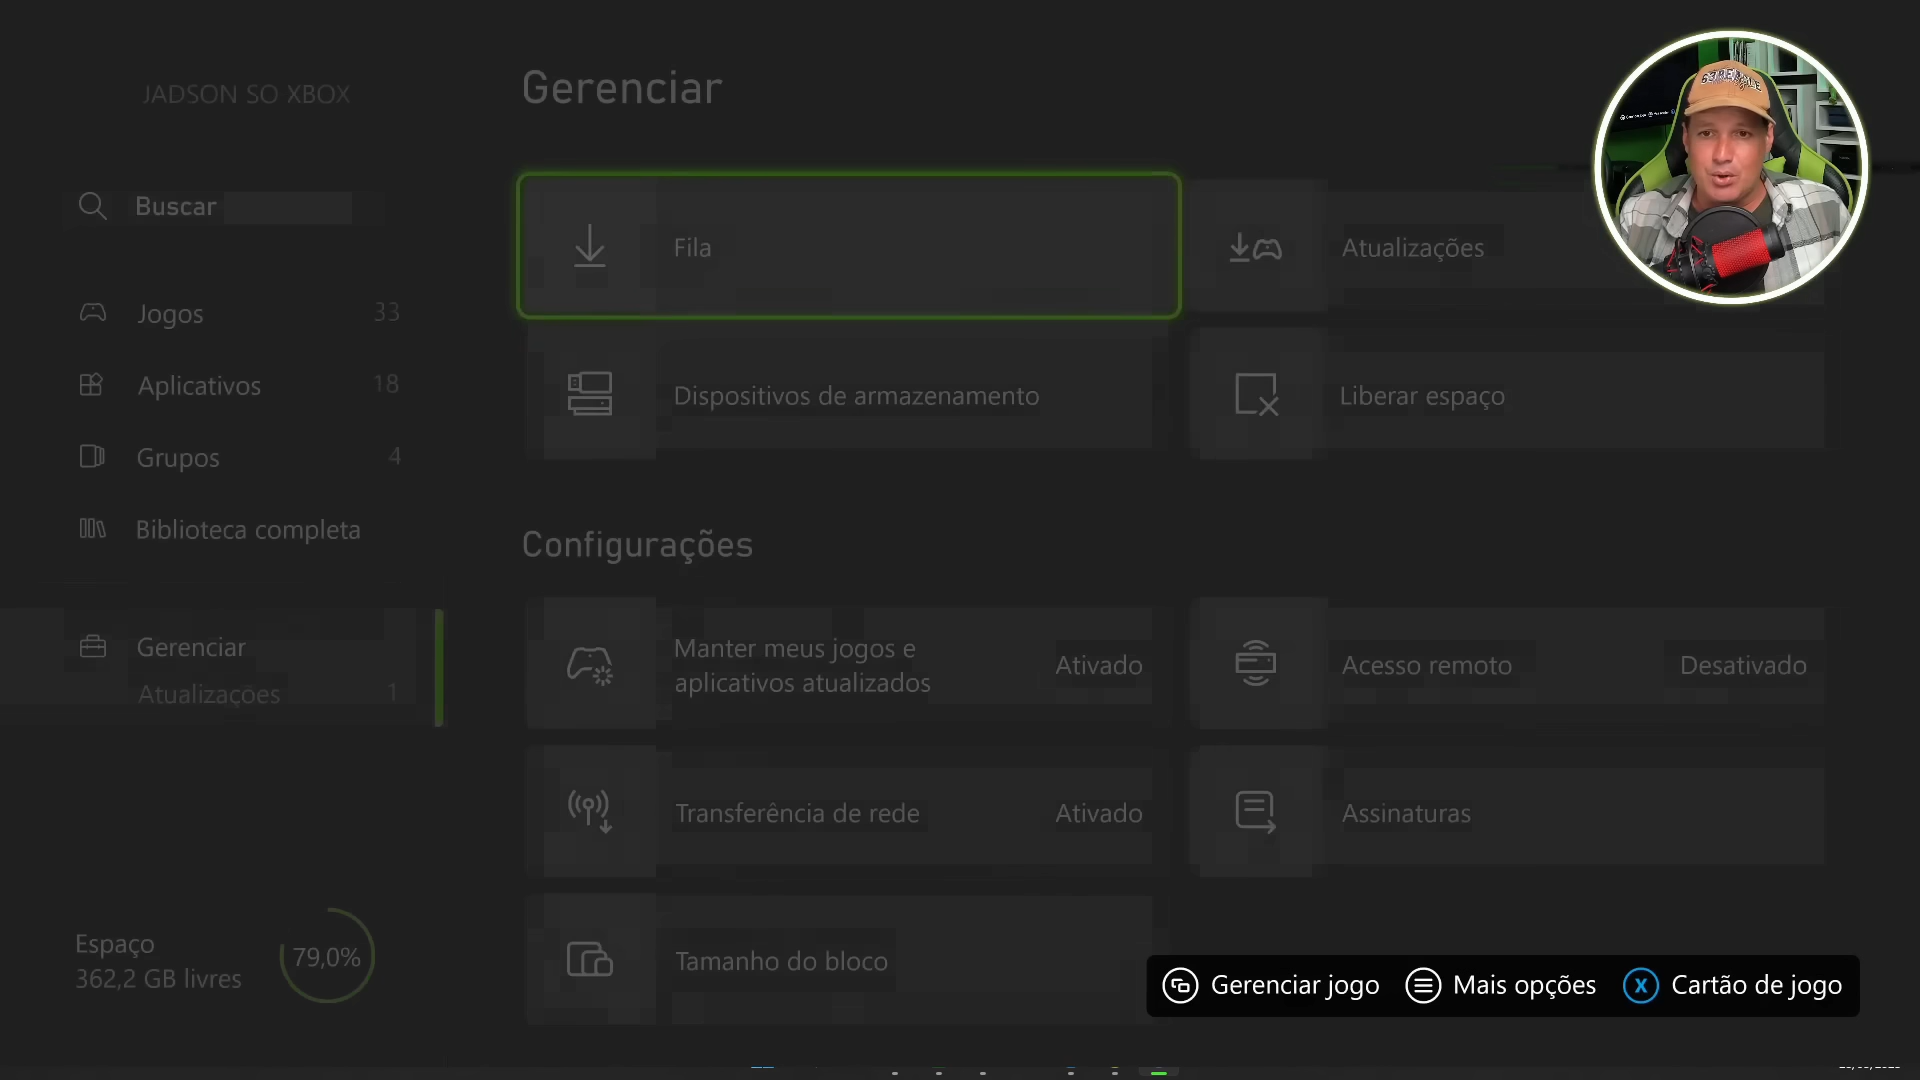 JADSON SO XBOX
Gerenciar
Buscar
Jogos 33
Aplicativos 18
Grupos 4
Biblioteca completa
Gerenciar
Atualizações 1
Espaço
362,2 GB livres
79,0%
Fila
Atualizações
Dispositivos de armazenamento
Liberar espaço
Configurações
Manter meus jogos e
aplicativos atualizados
Ativado
Acesso remoto
Desativado
Transferência de rede
Ativado
Assinaturas
Tamanho do bloco
Gerenciar jogo
Mais opções
X Cartão de jogo